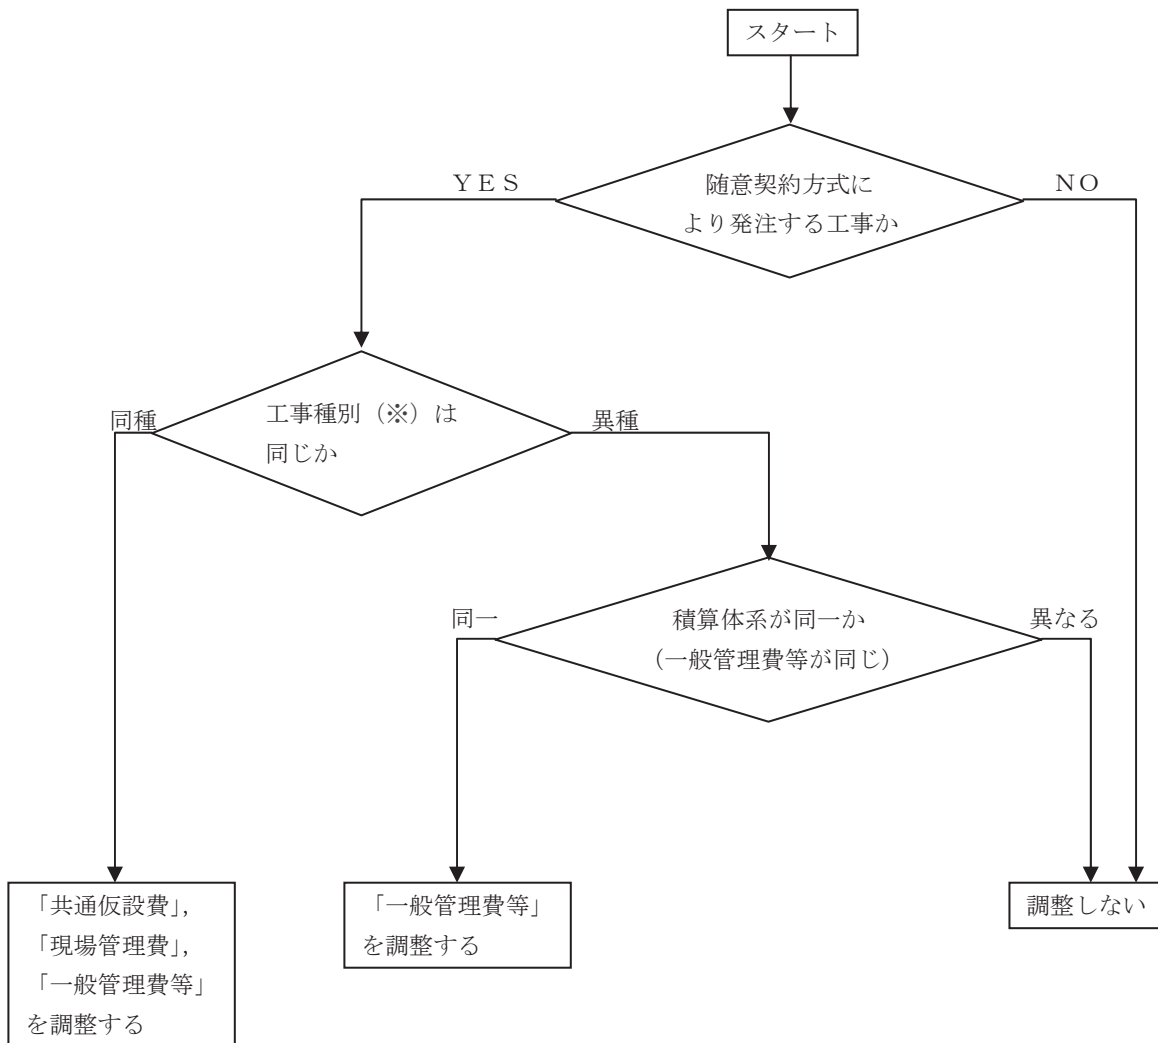 スタート
随意契約方式に
より発注する工事か
ＹＥＳ
ＮＯ
工事種別（※）は
同じか
同種
異種
積算体系が同一か
（一般管理費等が同じ）
同一
異なる
「共通仮設費」,
「現場管理費」,
「一般管理費等」
を調整する
「一般管理費等」
を調整する
調整しない